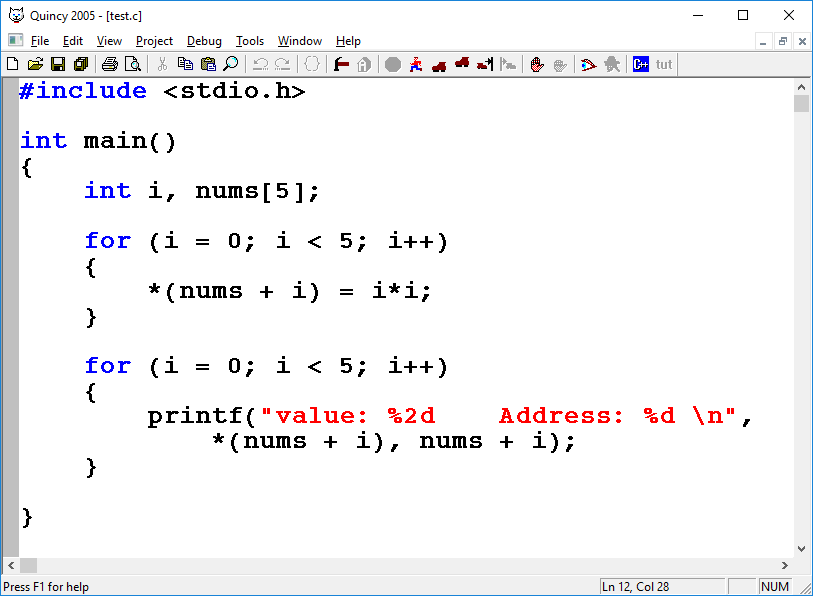 Quincy 2005 - [test.c]
File Edit View Project Debug Tools Window Help
C++ tut
#include <stdio.h>
int main()
{
    int i, nums[5];
    for (i = 0; i < 5; i++)
    {
        *(nums + i) = i*i;
    }
    for (i = 0; i < 5; i++)
    {
        printf("value: %2d    Address: %d \n",
            *(nums + i), nums + i);
    }
}
Press F1 for help Ln 12, Col 28 NUM